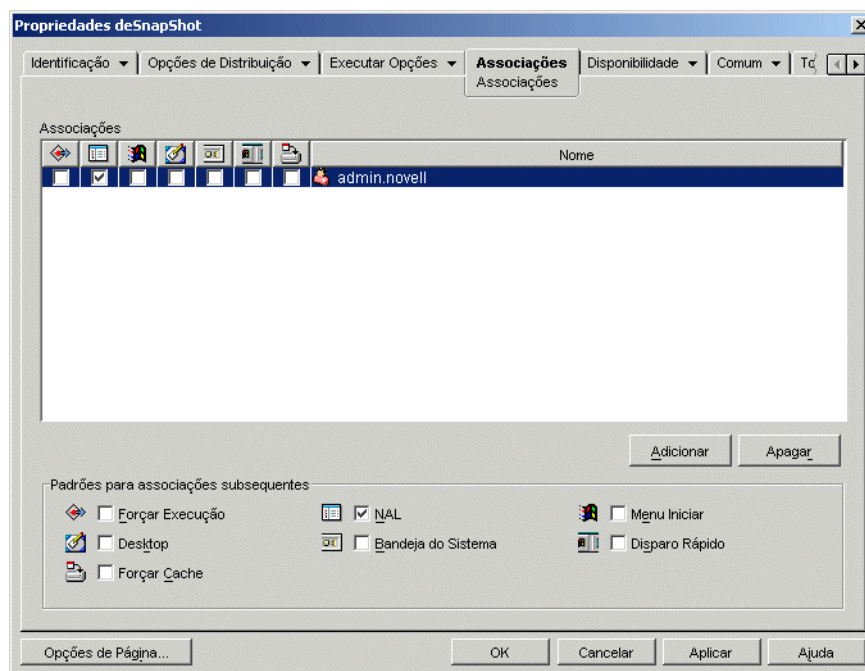 Propriedades deSnapShot
Identificação
Opções de Distribuição
Executar Opções
Associações
Associações
Disponibilidade
Comum
Associações
Nome
admin.novell
Adicionar
Apagar
Padrões para associações subsequentes
Forçar Execução
NAL
Menu Iniciar
Desktop
Bandeja do Sistema
Disparo Rápido
Forçar Cache
Opções de Página...
OK
Cancelar
Aplicar
Ajuda